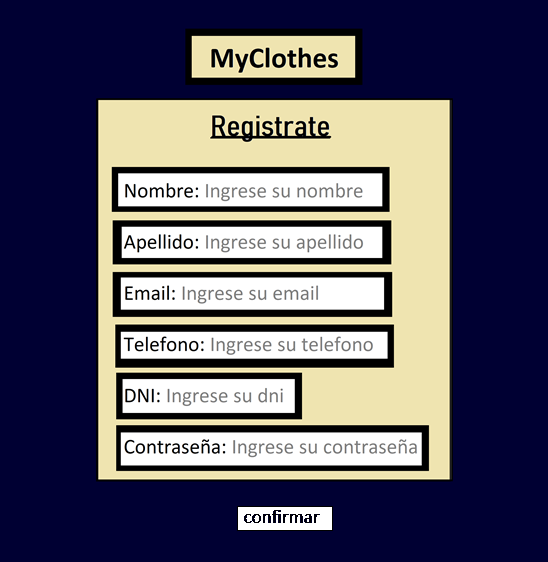 MyClothes
Registrate
Nombre: Ingrese su nombre
Apellido: Ingrese su apellido
Email: Ingrese su email
Telefono: Ingrese su telefono
DNI: Ingrese su dni
Contraseña: Ingrese su contraseña
confirmar